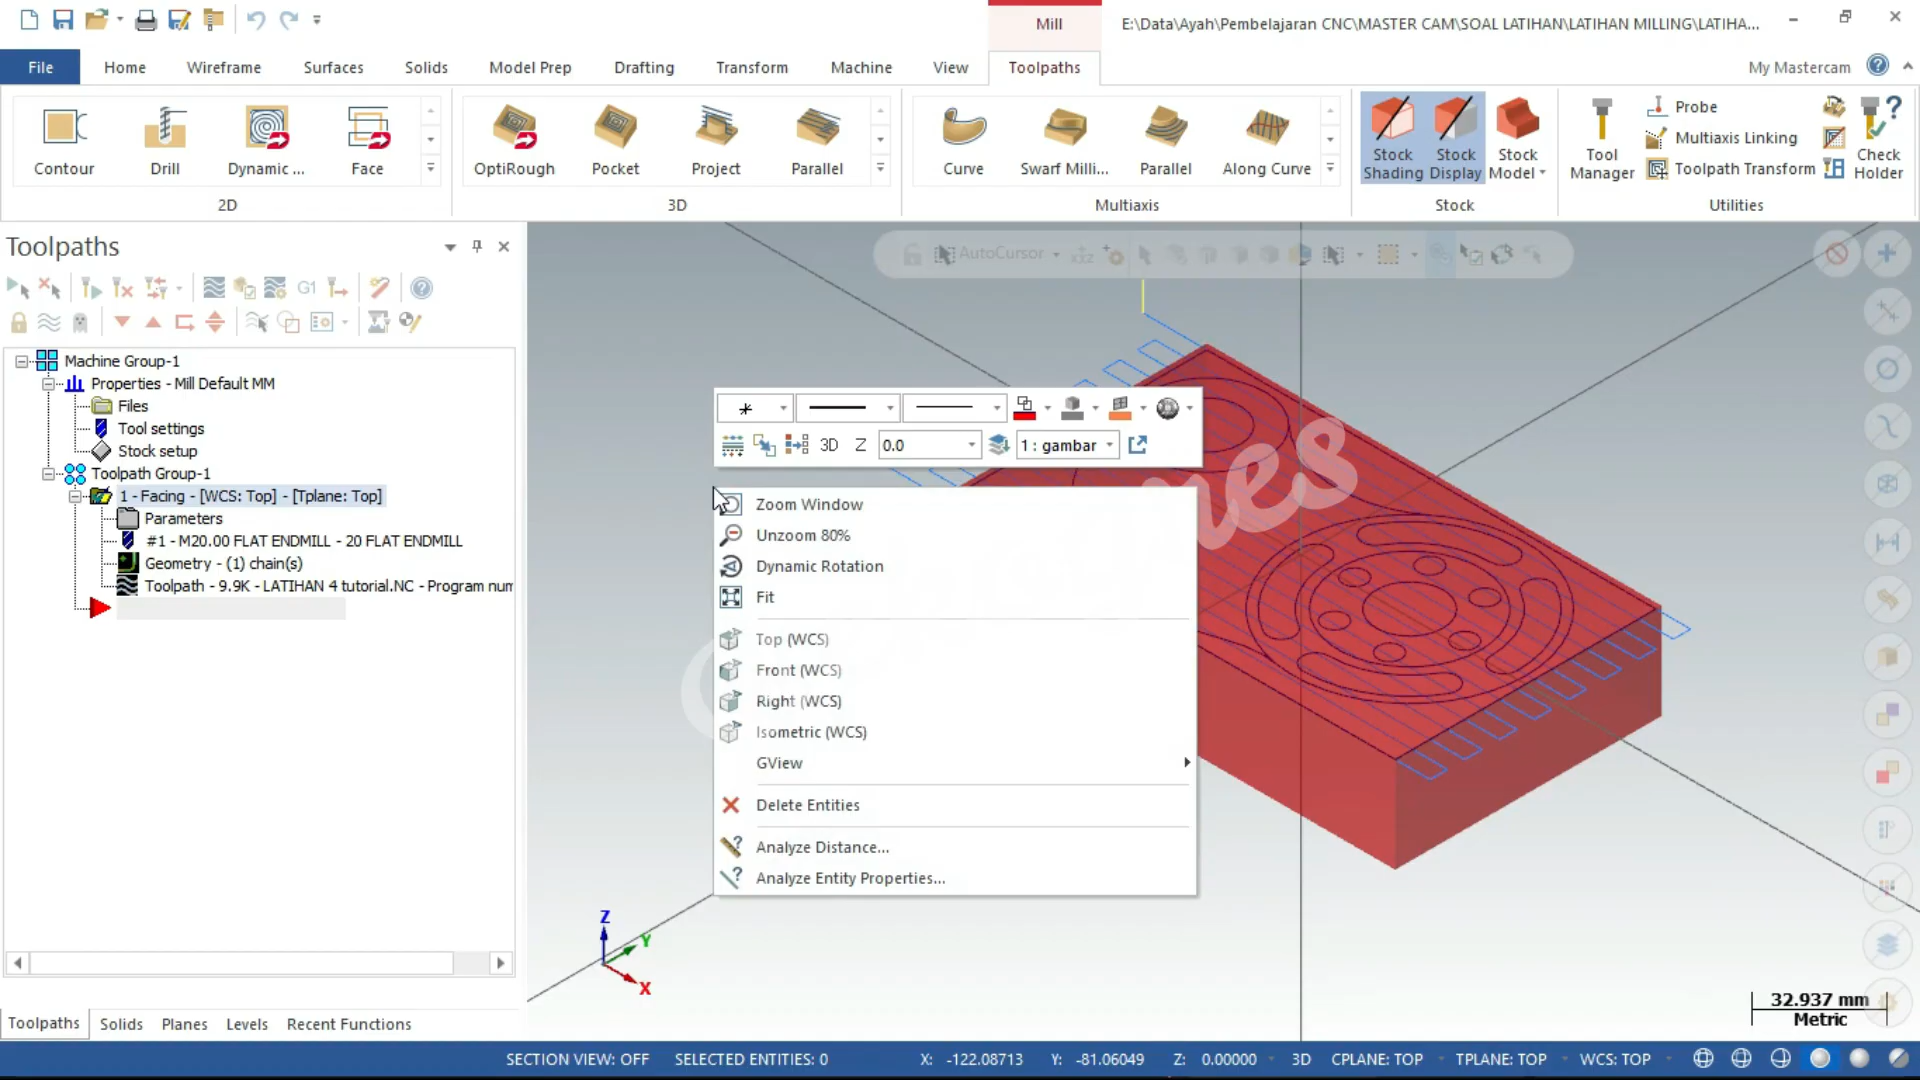 Mill
E:\Data\Ayah\Pembelajaran CNC\MASTER CAM\SOAL LATIHAN\LATIHAN MILLING\LATIHA...
File
Home
Wireframe
Surfaces
Solids
Model Prep
Drafting
Transform
Machine
View
Toolpaths
My Mastercam
Contour
Drill
Dynamic ...
Face
OptiRough
Pocket
Project
Parallel
Curve
Swarf Milli...
Parallel
Along Curve
Stock Shading
Stock Display
Stock Model
Tool Manager
Probe
Multiaxis Linking
Toolpath Transform
Check Holder
2D
3D
Multiaxis
Stock
Utilities
Toolpaths
G1
AutoCursor
xyz
Machine Group-1
Properties - Mill Default MM
Files
Tool settings
Stock setup
Toolpath Group-1
1 - Facing - [WCS: Top] - [Tplane: Top]
Parameters
#1 - M20.00 FLAT ENDMILL - 20 FLAT ENDMILL
Geometry - (1) chain(s)
Toolpath - 9.9K - LATIHAN 4 tutorial.NC - Program num
3D Z 0.0 1 : gambar
Zoom Window
Unzoom 80%
Dynamic Rotation
Fit
Top (WCS)
Front (WCS)
Right (WCS)
Isometric (WCS)
GView
Delete Entities
Analyze Distance...
Analyze Entity Properties...
Z
Y
X
32.937 mm
Metric
Toolpaths
Solids
Planes
Levels
Recent Functions
SECTION VIEW: OFF
SELECTED ENTITIES: 0
X: -122.08713
Y: -81.06049
Z: 0.00000
3D
CPLANE: TOP
TPLANE: TOP
WCS: TOP